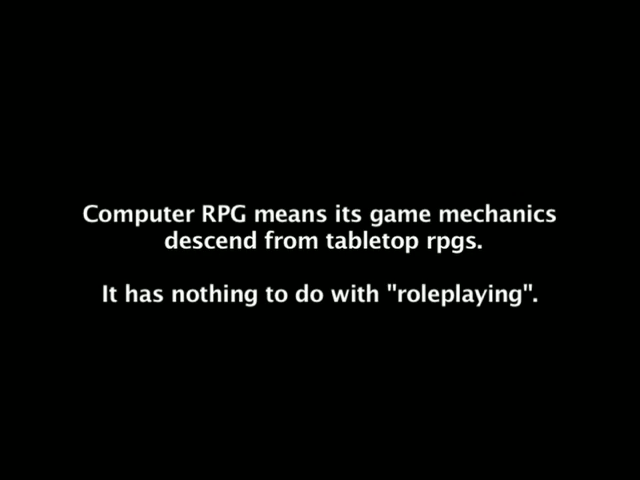 Computer RPG means its game mechanics
descend from tabletop rpgs.
It has nothing to do with "roleplaying".